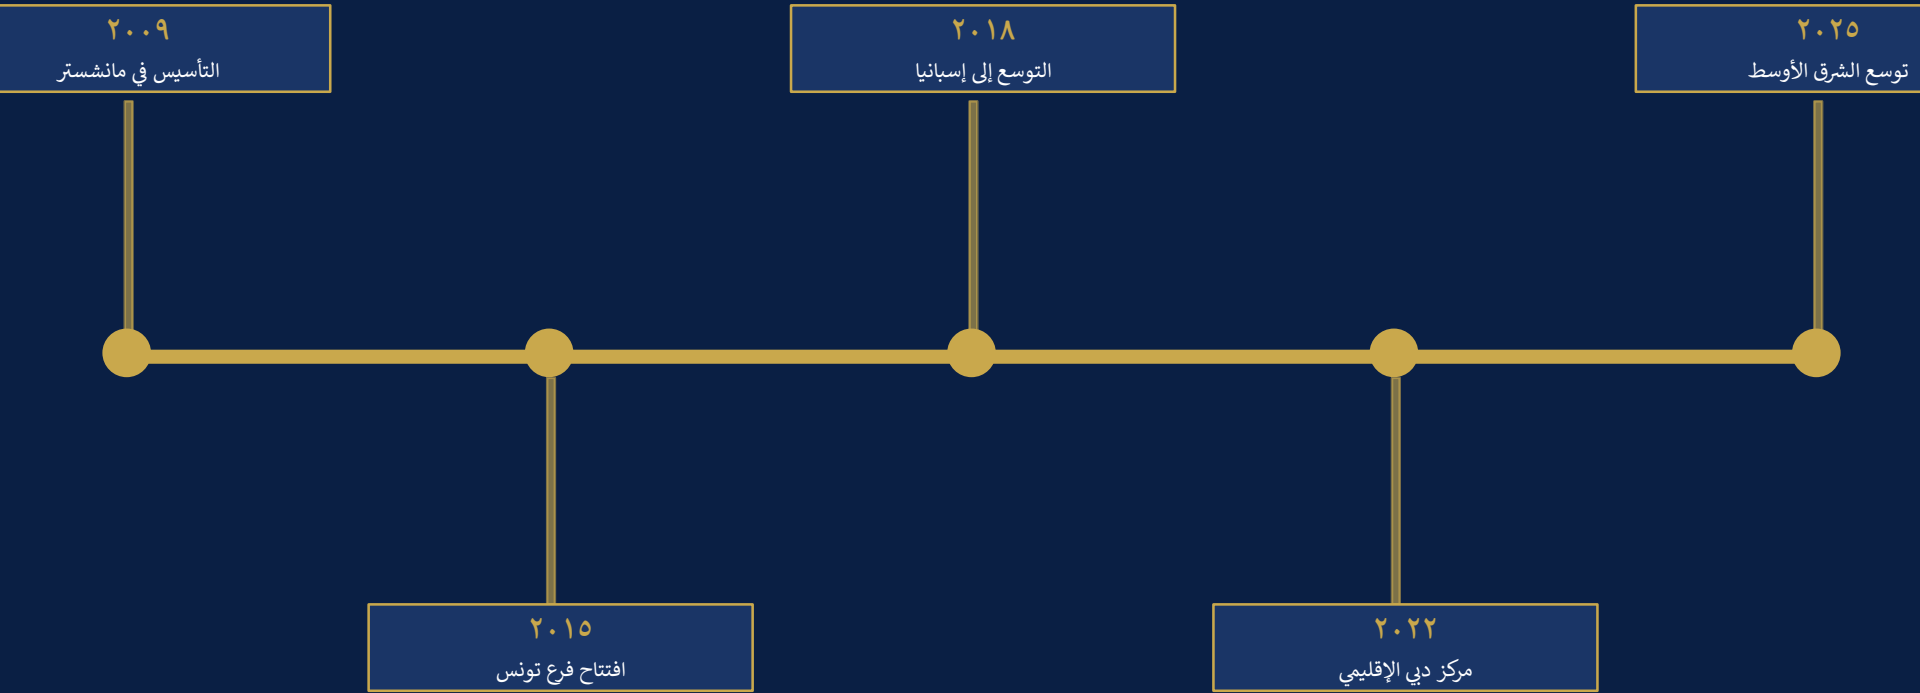 ٢٠٠٩
التأسيس في مانشستر
٢٠١٥
افتتاح فرع تونس
٢٠١٨
التوسع إلى إسبانيا
٢٠٢٢
مركز دبي الإقليمي
٢٠٢٥
توسع الشرق الأوسط